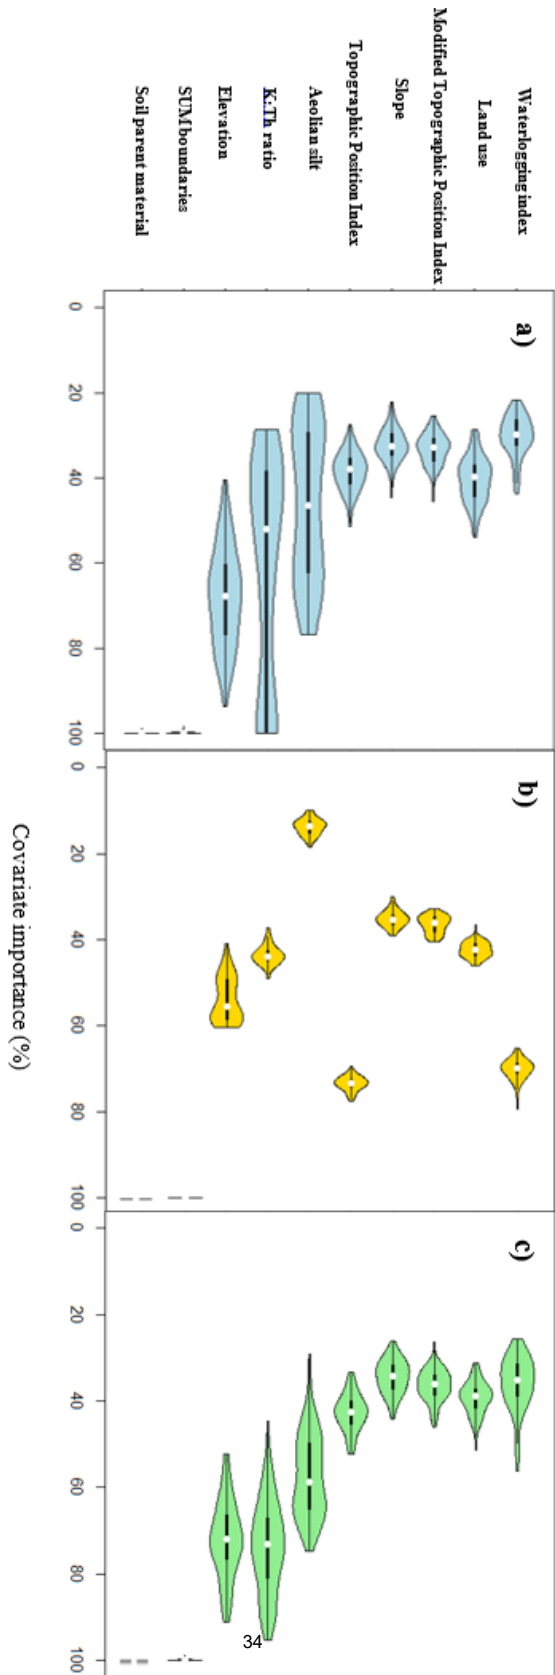 Waterlogging index
Land use
Modified Topographic Position Index
Slope
Topographic Position Index
Aeolian silt
K:Th ratio
Elevation
SUM boundaries
Soil parent material
a)
0
20
40
60
80
100
b)
0
20
40
60
80
100
c)
0
20
40
60
80
100
Covariate importance (%)
34